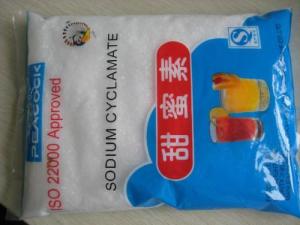 PEACOCK
ISO 22000 Approved
SODIUM CYCLAMATE
甜蜜素